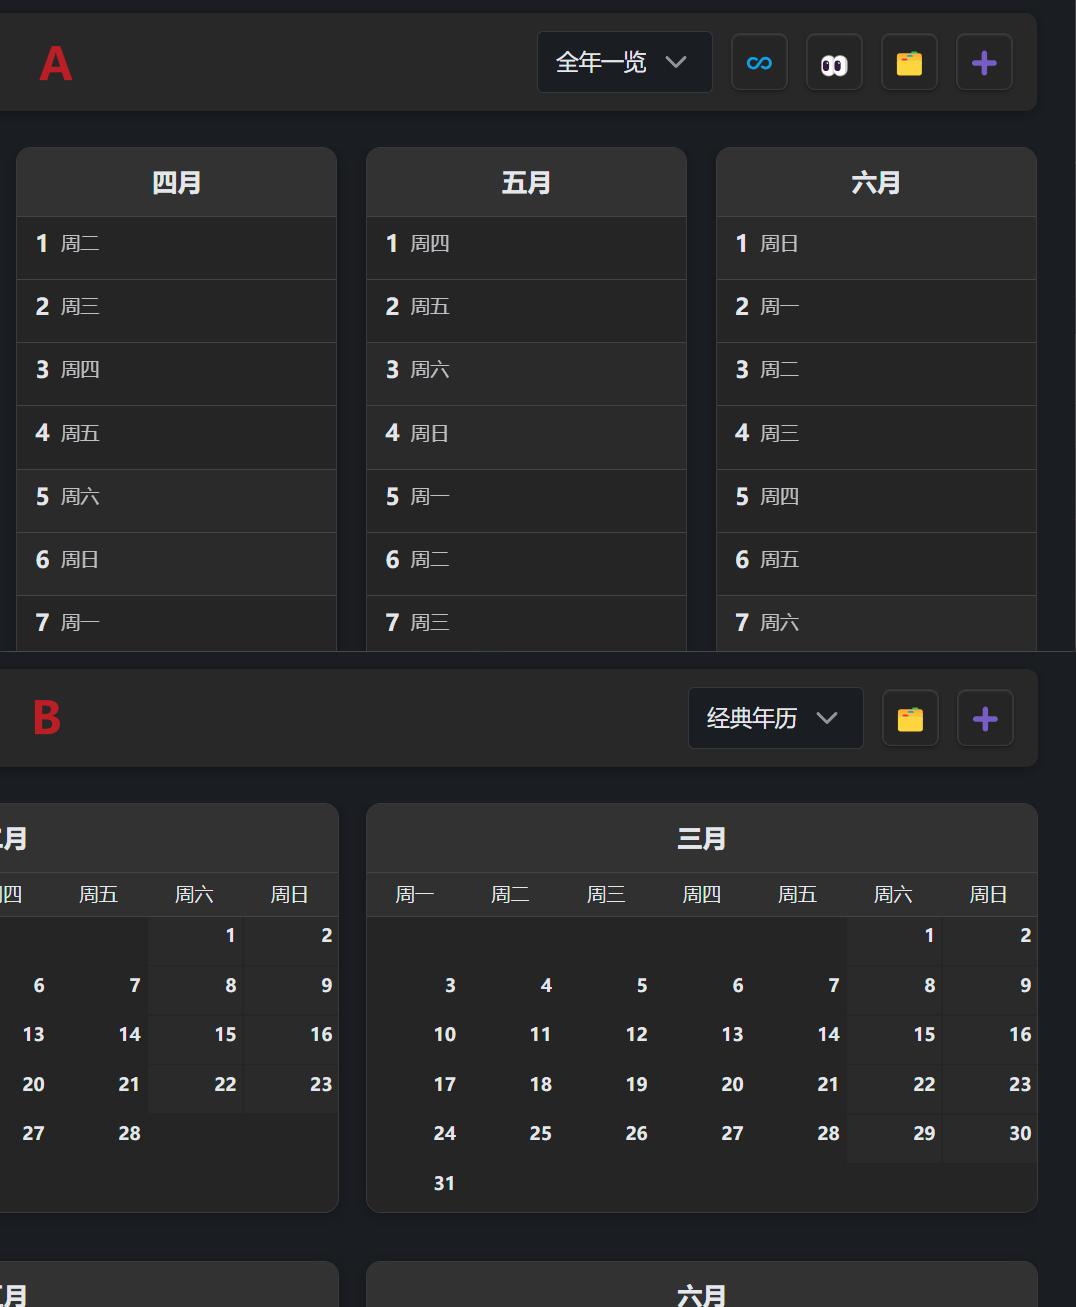 A
全年一览
四月
五月
六月
1 周二
1 周四
1 周日
2 周三
2 周五
2 周一
3 周四
3 周六
3 周二
4 周五
4 周日
4 周三
5 周六
5 周一
5 周四
6 周日
6 周二
6 周五
7 周一
7 周三
7 周六
B
经典年历
月
三月
四 周五 周六 周日
周一 周二 周三 周四 周五 周六 周日
1 2
1 2
6 7 8 9
3 4 5 6 7 8 9
13 14 15 16
10 11 12 13 14 15 16
20 21 22 23
17 18 19 20 21 22 23
27 28
24 25 26 27 28 29 30
31
月
六月